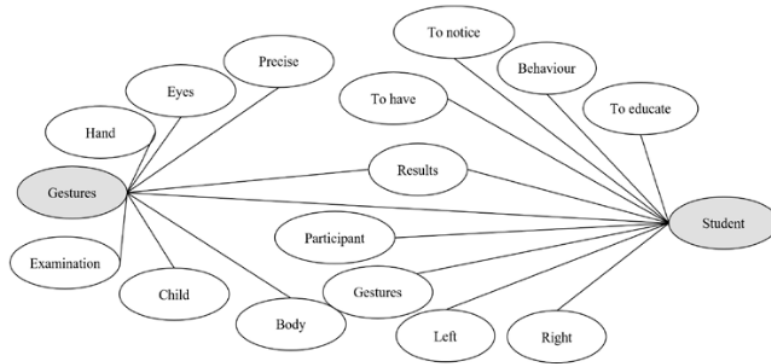 To notice
Precise
Behaviour
Eyes
To have
To educate
Hand
Results
Gestures
Student
Participant
Examination
Child
Gestures
Body
Left
Right